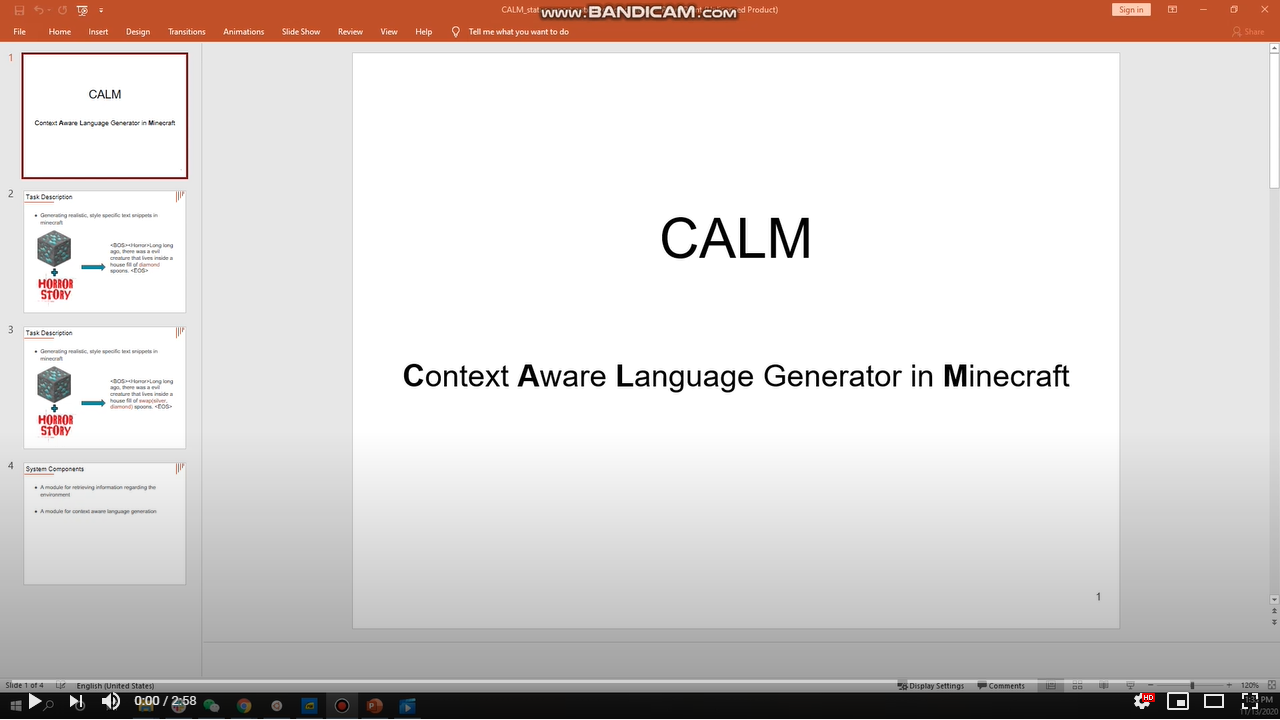 CALM_stat
www.BANDICAM.com
Product)
Sign in
File Home Insert Design Transitions Animations Slide Show Review View Help Tell me what you want to do
Share
1
CALM
Context Aware Language Generator in Minecraft
2
Task Description
Generating realistic, style specific text snippets in
minecraft
<BOS><Horror>Long long
ago, there was a evil
creature that lives inside a
house fill of diamond
spoons. <EOS>
HORROR
STORY
3
Task Description
Generating realistic, style specific text snippets in
minecraft
<BOS><Horror>Long long
ago, there was a evil
creature that lives inside a
house fill of swap(silver,
diamond) spoons. <EOS>
HORROR
STORY
4
System Components
A module for retrieving information regarding the
environment
A module for context aware language generation
CALM
Context Aware Language Generator in Minecraft
1
Slide 1 of 4
English (United States)
Display Settings
Comments
120%
0:00 / 2:58
HD
11/13/2020